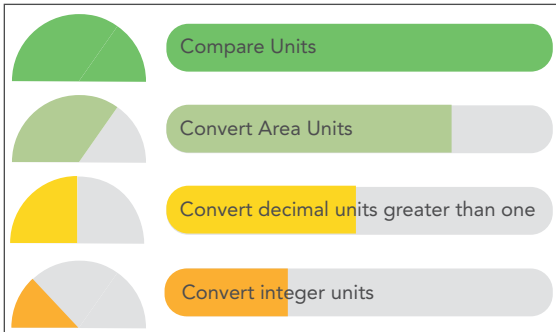 Compare Units
Convert Area Units
Convert decimal units greater than one
Convert integer units